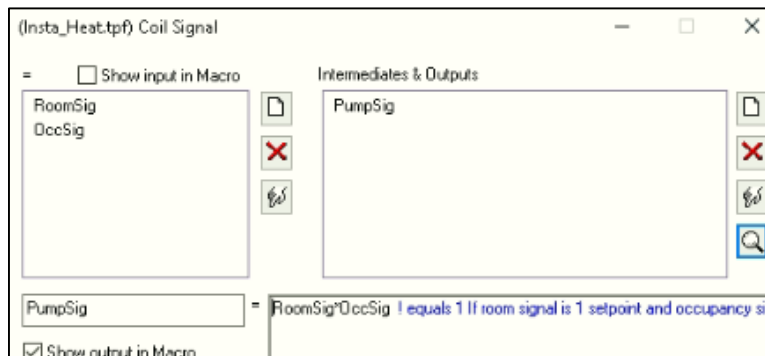 (Insta_Heat.tpf) Coil Signal
= Show input in Macro Intermediates & Outputs
RoomSig PumpSig
OccSig
PumpSig = RoomSig*OccSig ! equals 1 If room signal is 1 setpoint and occupancy si
Show output in Macro